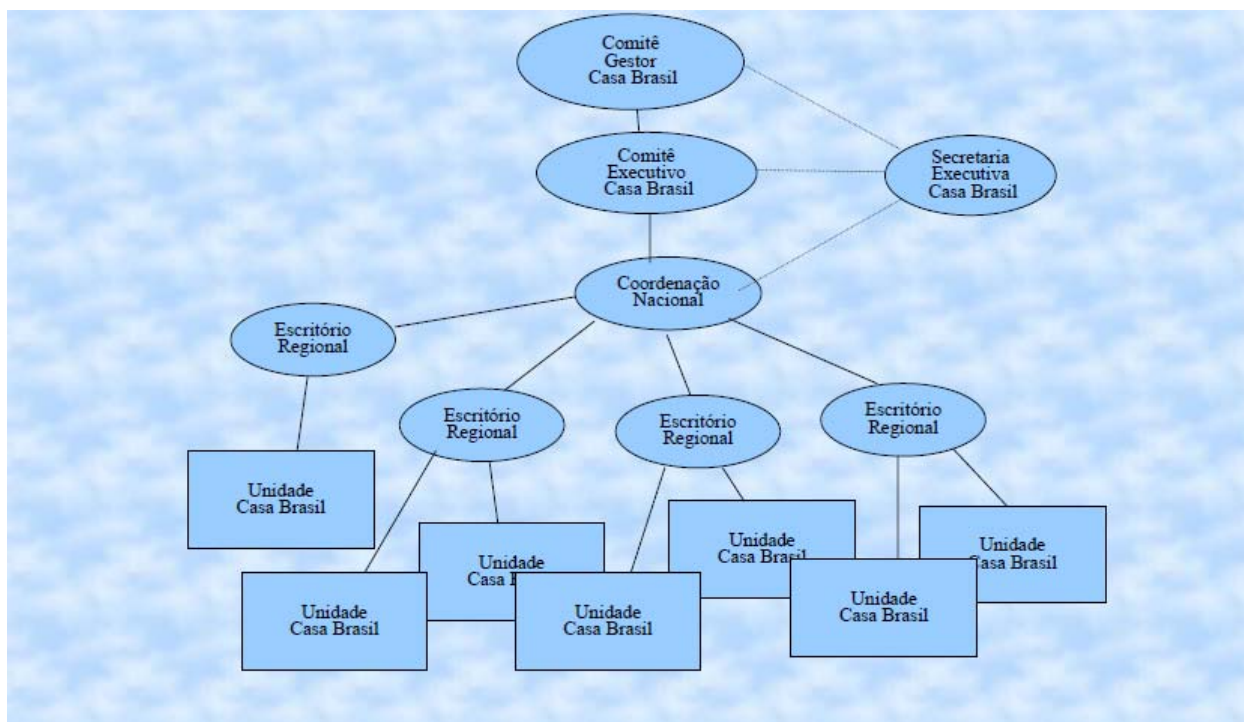 Comitê
Gestor
Casa Brasil
Comitê
Executivo
Casa Brasil
Secretaria
Executiva
Casa Brasil
Coordenação
Nacional
Escritório
Regional
Escritório
Regional
Escritório
Regional
Escritório
Regional
Unidade
Casa Brasil
Unidade
Casa Brasil
Unidade
Casa Brasil
Unidade
Casa Brasil
Unidade
Casa Brasil
Unidade
Casa Brasil
Unidade
Casa Brasil